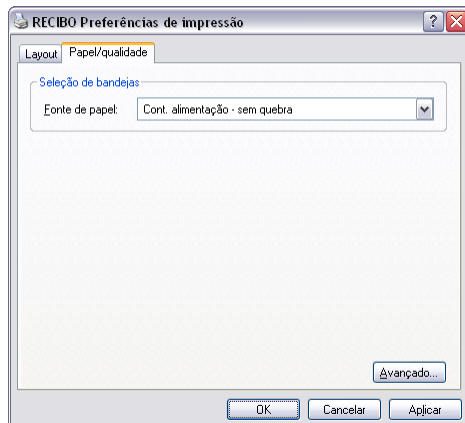 RECIBO Preferências de impressão
Layout Papel/qualidade
Seleção de bandejas
Fonte de papel: Cont. alimentação - sem quebra
Avançado...
OK Cancelar Aplicar